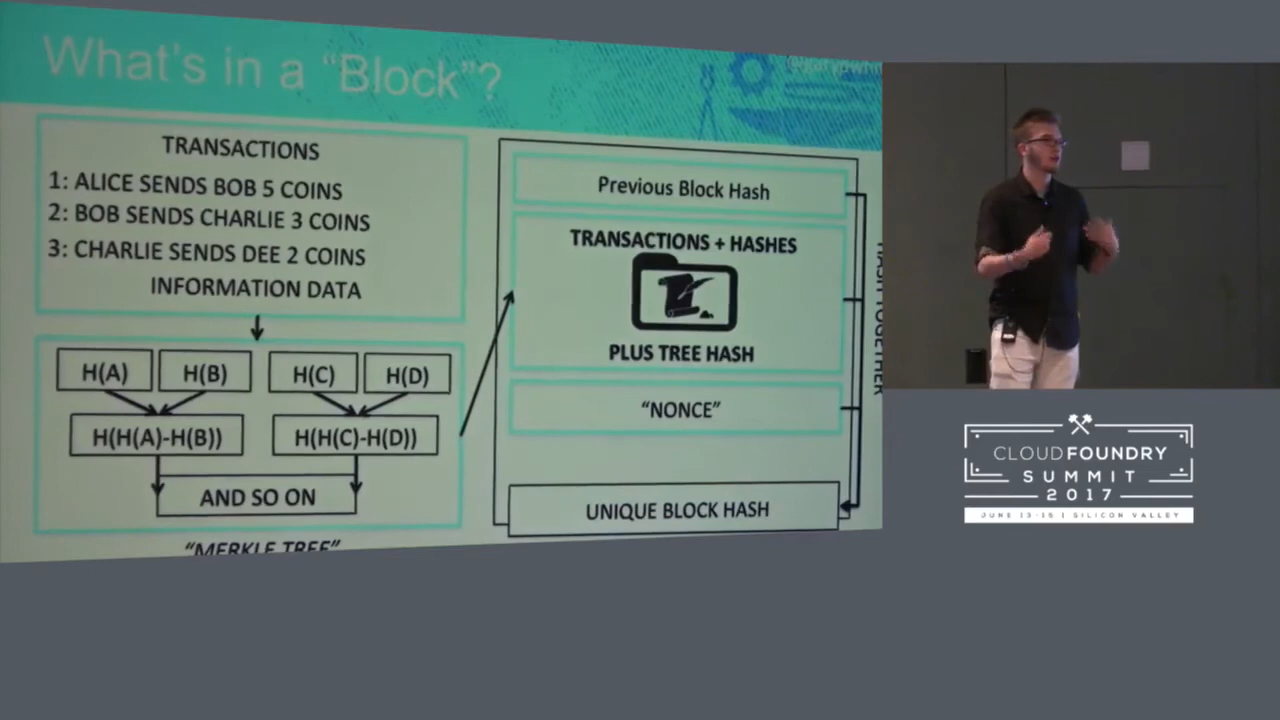 What's in a “Block”?
TRANSACTIONS
1: ALICE SENDS BOB 5 COINS
2: BOB SENDS CHARLIE 3 COINS
3: CHARLIE SENDS DEE 2 COINS
INFORMATION DATA
H(A)
H(B)
H(C)
H(D)
H(H(A)-H(B))
H(H(C)-H(D))
AND SO ON
“MERKLE TREE”
Previous Block Hash
TRANSACTIONS + HASHES
PLUS TREE HASH
“NONCE”
UNIQUE BLOCK HASH
HASH TOGETHER
CLOUDFOUNDRY
SUMMIT
2017
JUNE 13-15 | SILICON VALLEY